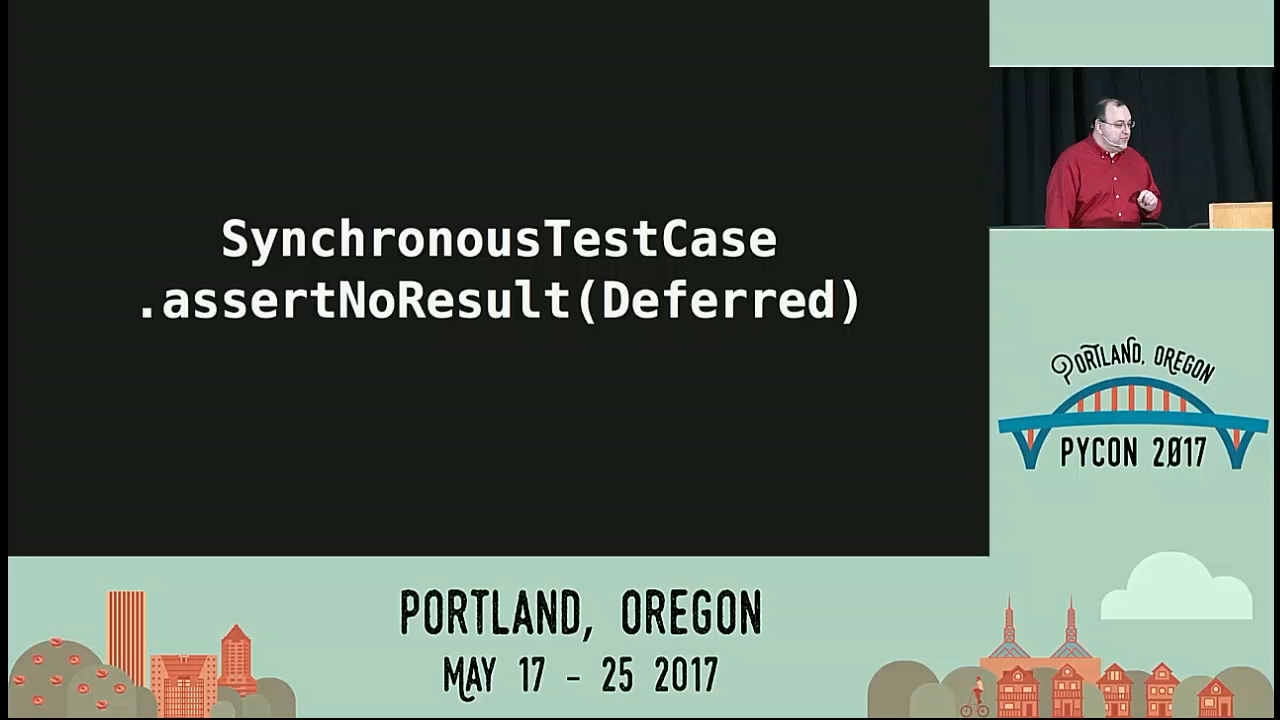 SynchronousTestCase
.assertNoResult(Deferred)
PORTLAND, OREGON
PYCON 2017
PORTLAND, OREGON
MAY 17 - 25 2017